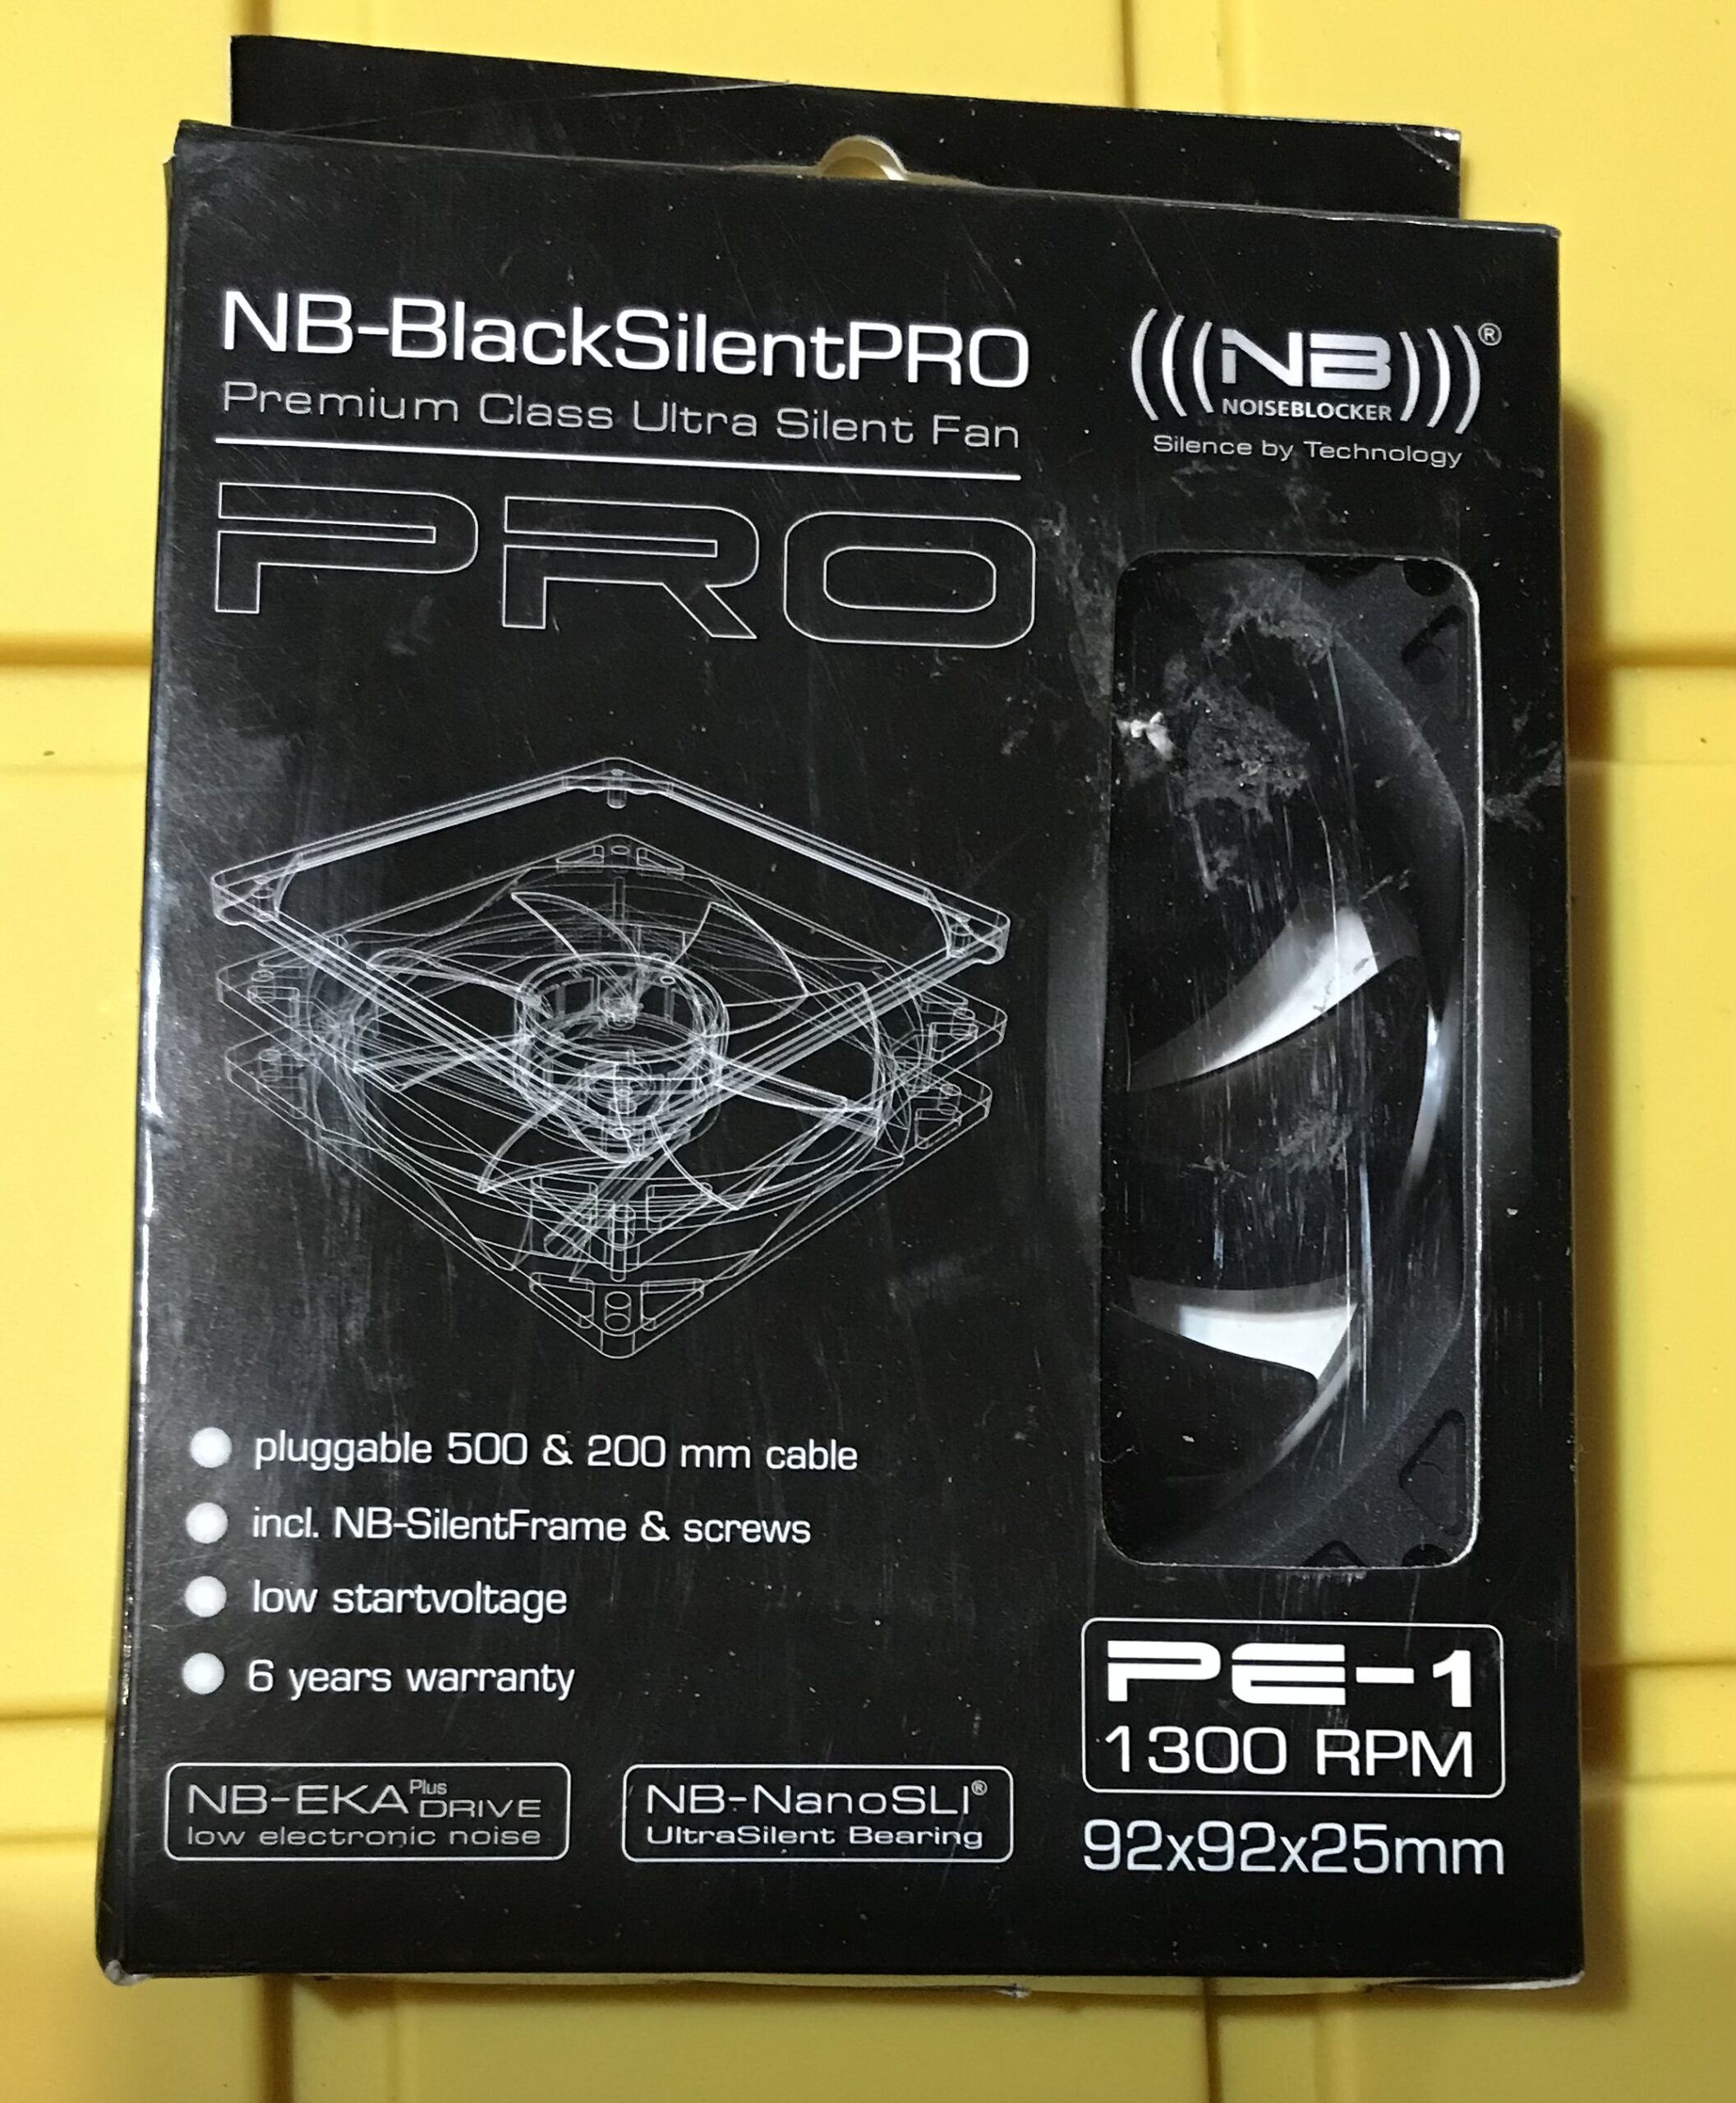 NB-BlackSilentPRO
Premium Class Ultra Silent Fan
PRO
(((NB)))®
NOISEBLOCKER
Silence by Technology
pluggable 500 & 200 mm cable
incl. NB-SilentFrame & screws
low startvoltage
6 years warranty
NB-EKA Plus DRIVE
low electronic noise
NB-NanoSLI®
UltraSilent Bearing
PE-1
1300 RPM
92x92x25mm